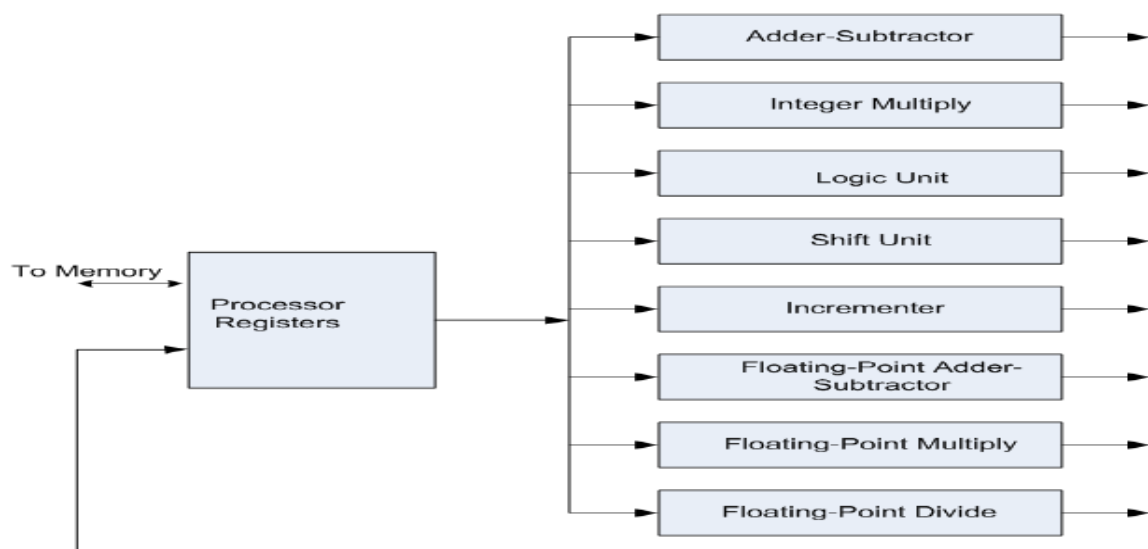 To Memory
Processor
Registers
Adder-Subtractor
Integer Multiply
Logic Unit
Shift Unit
Incrementer
Floating-Point Adder-
Subtractor
Floating-Point Multiply
Floating-Point Divide